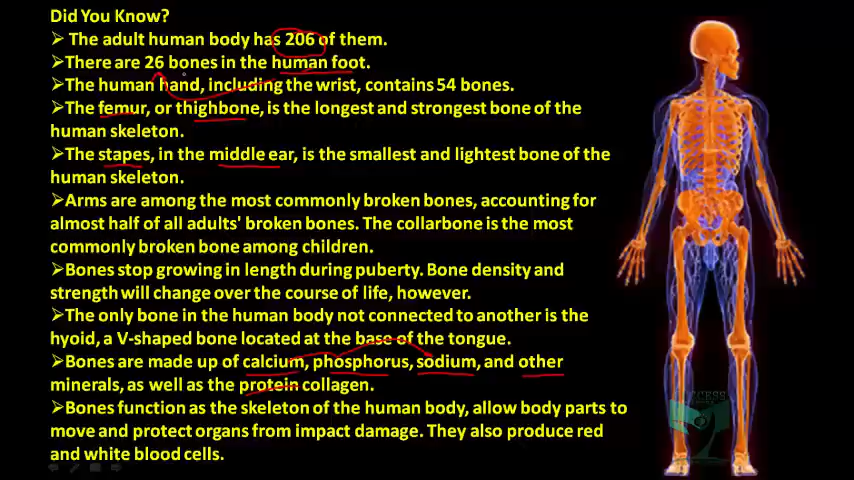 Did You Know?
➢ The adult human body has 206 of them.
➢There are 26 bones in the human foot.
➢The human hand, including the wrist, contains 54 bones.
➢The femur, or thighbone, is the longest and strongest bone of the
human skeleton.
➢The stapes, in the middle ear, is the smallest and lightest bone of the
human skeleton.
➢Arms are among the most commonly broken bones, accounting for
almost half of all adults' broken bones. The collarbone is the most
commonly broken bone among children.
➢Bones stop growing in length during puberty. Bone density and
strength will change over the course of life, however.
➢The only bone in the human body not connected to another is the
hyoid, a V-shaped bone located at the base of the tongue.
➢Bones are made up of calcium, phosphorus, sodium, and other
minerals, as well as the protein collagen.
➢Bones function as the skeleton of the human body, allow body parts to
move and protect organs from impact damage. They also produce red
and white blood cells.